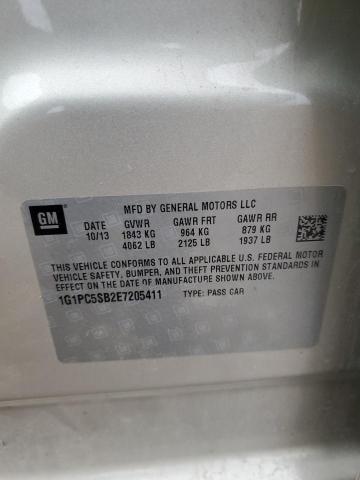 GM
MFD BY GENERAL MOTORS LLC
DATE GVWR GAWR FRT GAWR RR
10/13 1843 KG 964 KG 879 KG
4062 LB 2125 LB 1937 LB
THIS VEHICLE CONFORMS TO ALL APPLICABLE U.S. FEDERAL MOTOR
VEHICLE SAFETY, BUMPER, AND THEFT PREVENTION STANDARDS
IN EFFECT ON THE DATE OF MANUFACTURE SHOWN ABOVE.
1G1PC5SB2E7205411 TYPE: PASS CAR